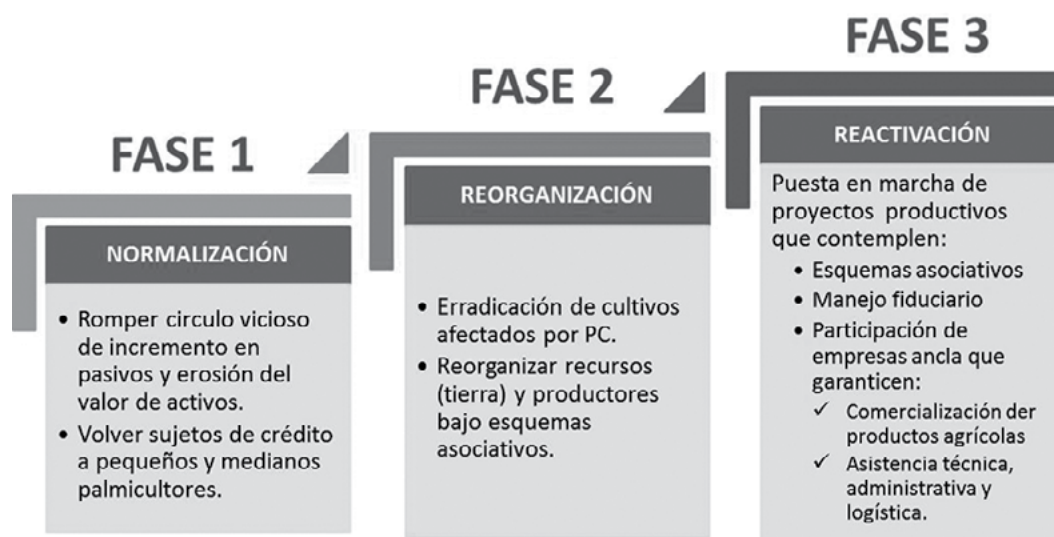 FASE 1
NORMALIZACIÓN
• Romper circulo vicioso
de incremento en
pasivos y erosión del
valor de activos.
• Volver sujetos de crédito
a pequeños y medianos
palmicultores.
FASE 2
REORGANIZACIÓN
• Erradicación de cultivos
afectados por PC.
• Reorganizar recursos
(tierra) y productores
bajo esquemas
asociativos.
FASE 3
REACTIVACIÓN
Puesta en marcha de
proyectos productivos
que contemplen:
• Esquemas asociativos
• Manejo fiduciario
• Participación de
empresas ancla que
garanticen:
✓ Comercialización der
productos agrícolas
✓ Asistencia técnica,
administrativa y
logística.